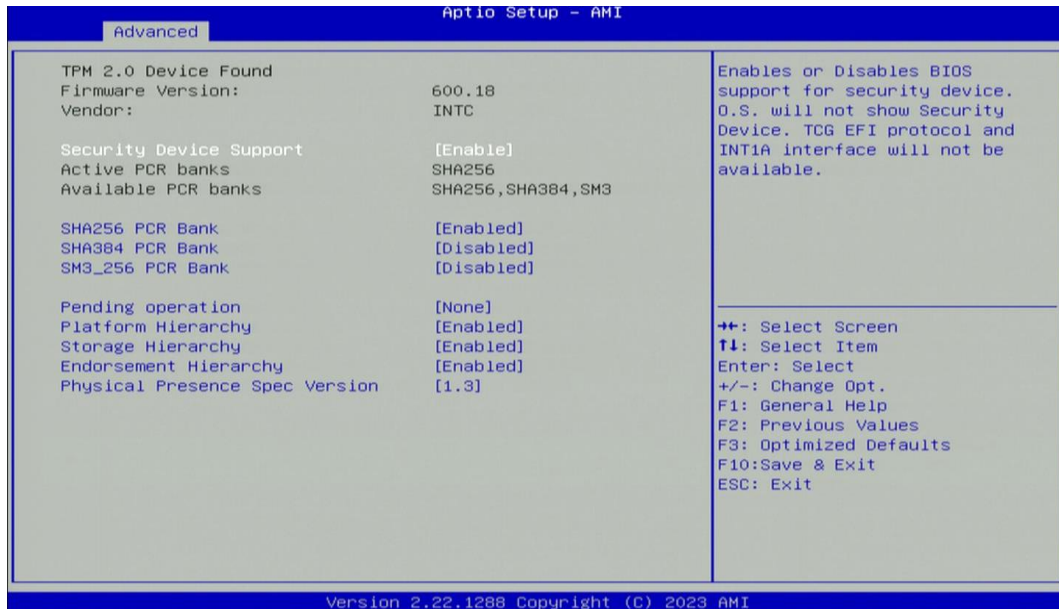 Aptio Setup - AMI
Advanced
TPM 2.0 Device Found
Firmware Version: 600.18
Vendor: INTC
Security Device Support [Enable]
Active PCR banks SHA256
Available PCR banks SHA256,SHA384,SM3
SHA256 PCR Bank [Enabled]
SHA384 PCR Bank [Disabled]
SM3_256 PCR Bank [Disabled]
Pending operation [None]
Platform Hierarchy [Enabled]
Storage Hierarchy [Enabled]
Endorsement Hierarchy [Enabled]
Physical Presence Spec Version [1.3]
Enables or Disables BIOS
support for security device.
O.S. will not show Security
Device. TCG EFI protocol and
INT1A interface will not be
available.
→←: Select Screen
↑↓: Select Item
Enter: Select
+/-: Change Opt.
F1: General Help
F2: Previous Values
F3: Optimized Defaults
F10:Save & Exit
ESC: Exit
Version 2.22.1288 Copyright (C) 2023 AMI